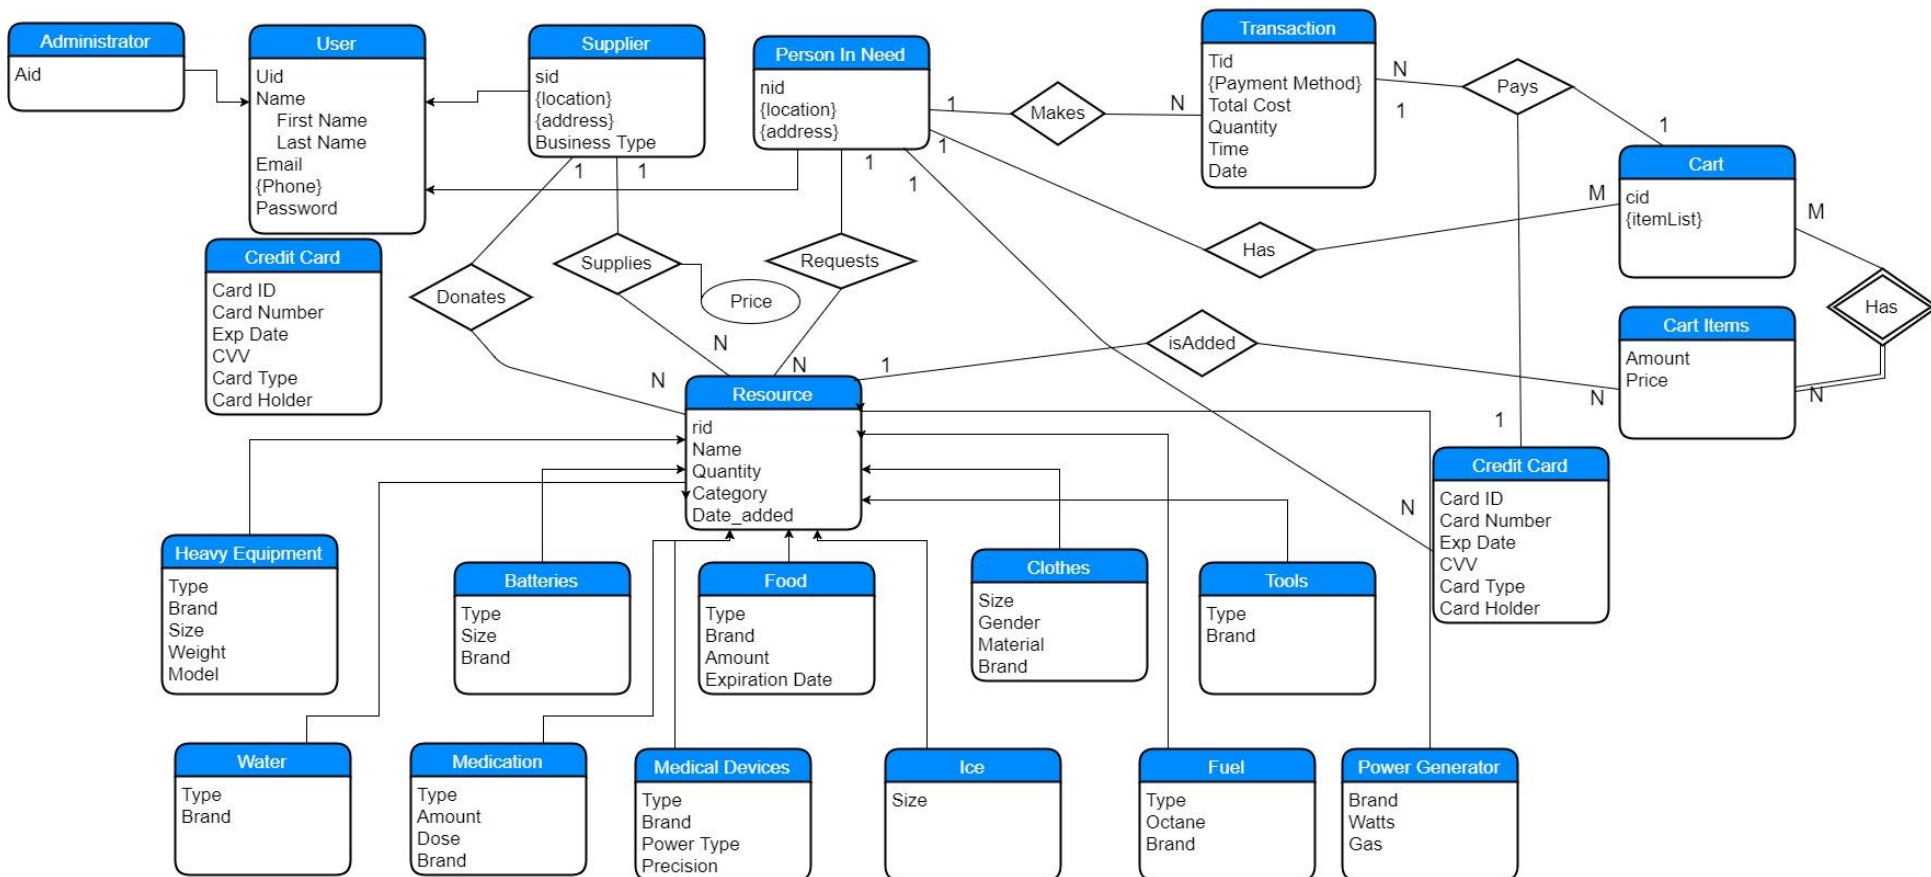 Administrator
Aid
User
Uid
Name
First Name
Last Name
Email
{Phone}
Password
Supplier
sid
{location}
{address}
Business Type
Person In Need
nid
{location}
{address}
Transaction
Tid
{Payment Method}
Total Cost
Quantity
Time
Date
1
Makes
N
N
1
Pays
1
Cart
cid
{itemList}
M
M
1
1
1
1
1
Has
Has
Credit Card
Card ID
Card Number
Exp Date
CVV
Card Type
Card Holder
Donates
Supplies
Price
Requests
isAdded
Cart Items
Amount
Price
N
N
N
N
1
N
1
N
Resource
rid
Name
Quantity
Category
Date_added
Credit Card
Card ID
Card Number
Exp Date
CVV
Card Type
Card Holder
Heavy Equipment
Type
Brand
Size
Weight
Model
Batteries
Type
Size
Brand
Food
Type
Brand
Amount
Expiration Date
Clothes
Size
Gender
Material
Brand
Tools
Type
Brand
Water
Type
Brand
Medication
Type
Amount
Dose
Brand
Medical Devices
Type
Brand
Power Type
Precision
Ice
Size
Fuel
Type
Octane
Brand
Power Generator
Brand
Watts
Gas